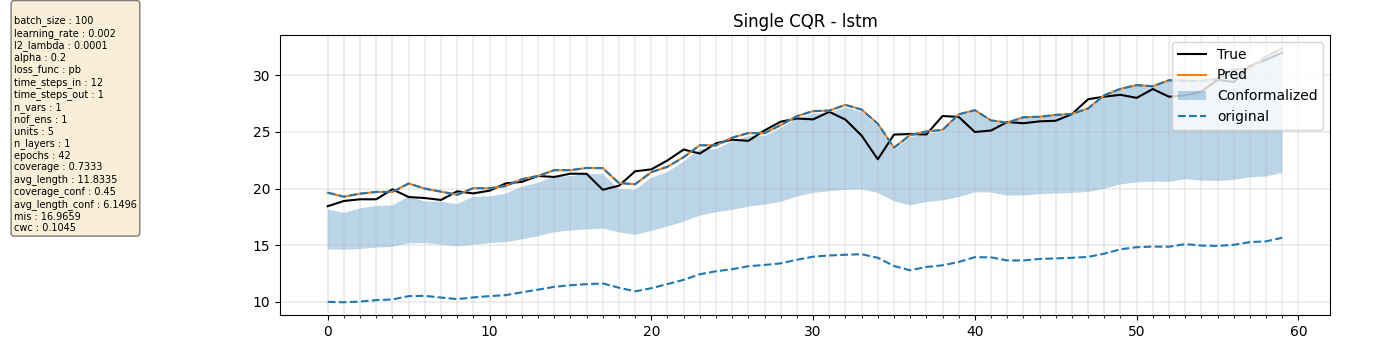 Single CQR - lstm
batch_size : 100
learning_rate : 0.002
l2_lambda : 0.0001
alpha : 0.2
loss_func : pb
time_steps_in : 12
time_steps_out : 1
n_vars : 1
nof_ens : 1
units : 5
n_layers : 1
epochs : 42
coverage : 0.7333
avg_length : 11.8335
coverage_conf : 0.45
avg_length_conf : 6.1496
mis : 16.9659
cwc : 0.1045
30
25
20
15
10
0
10
20
30
40
50
60
True
Pred
Conformalized
original